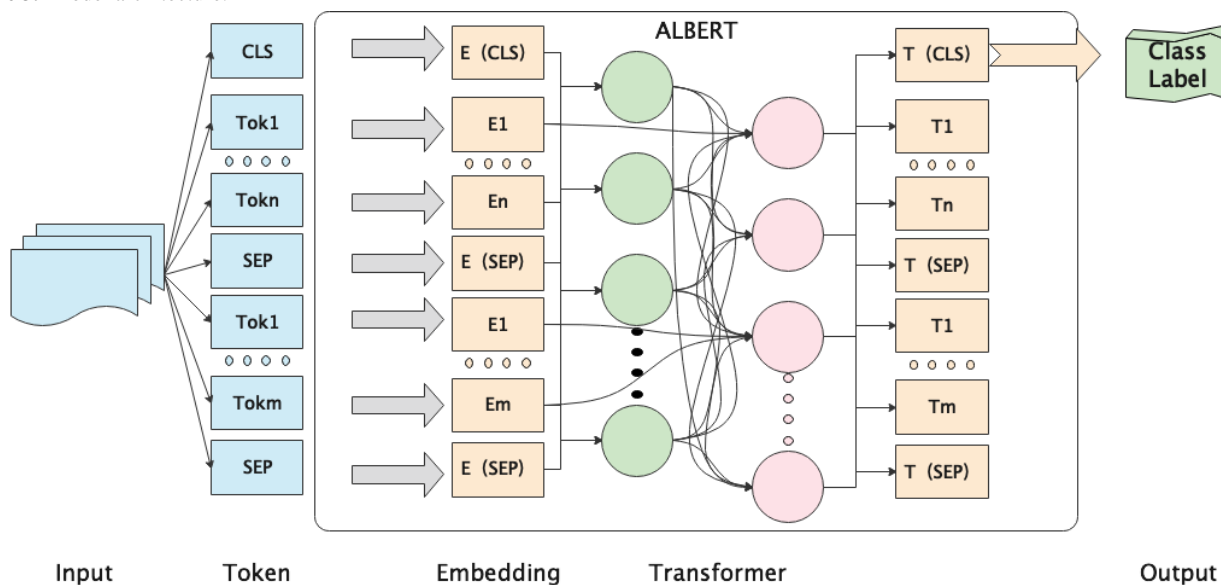 ALBERT
CLS
Tok1
Tokn
SEP
Tok1
Tokm
SEP
E (CLS)
E1
En
E (SEP)
E1
Em
E (SEP)
T (CLS)
T1
Tn
T (SEP)
T1
Tm
T (SEP)
Class
Label
Input
Token
Embedding
Transformer
Output